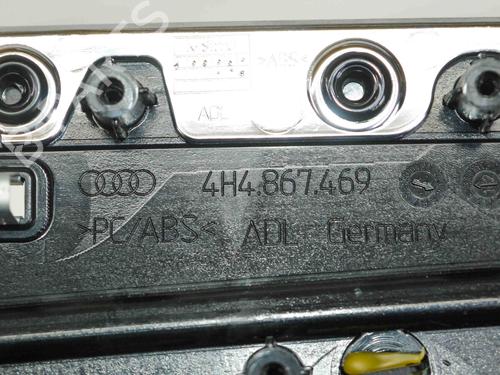 >ABS<
ADL
4H4.867.469
>PC/ABS< ADL - Germany